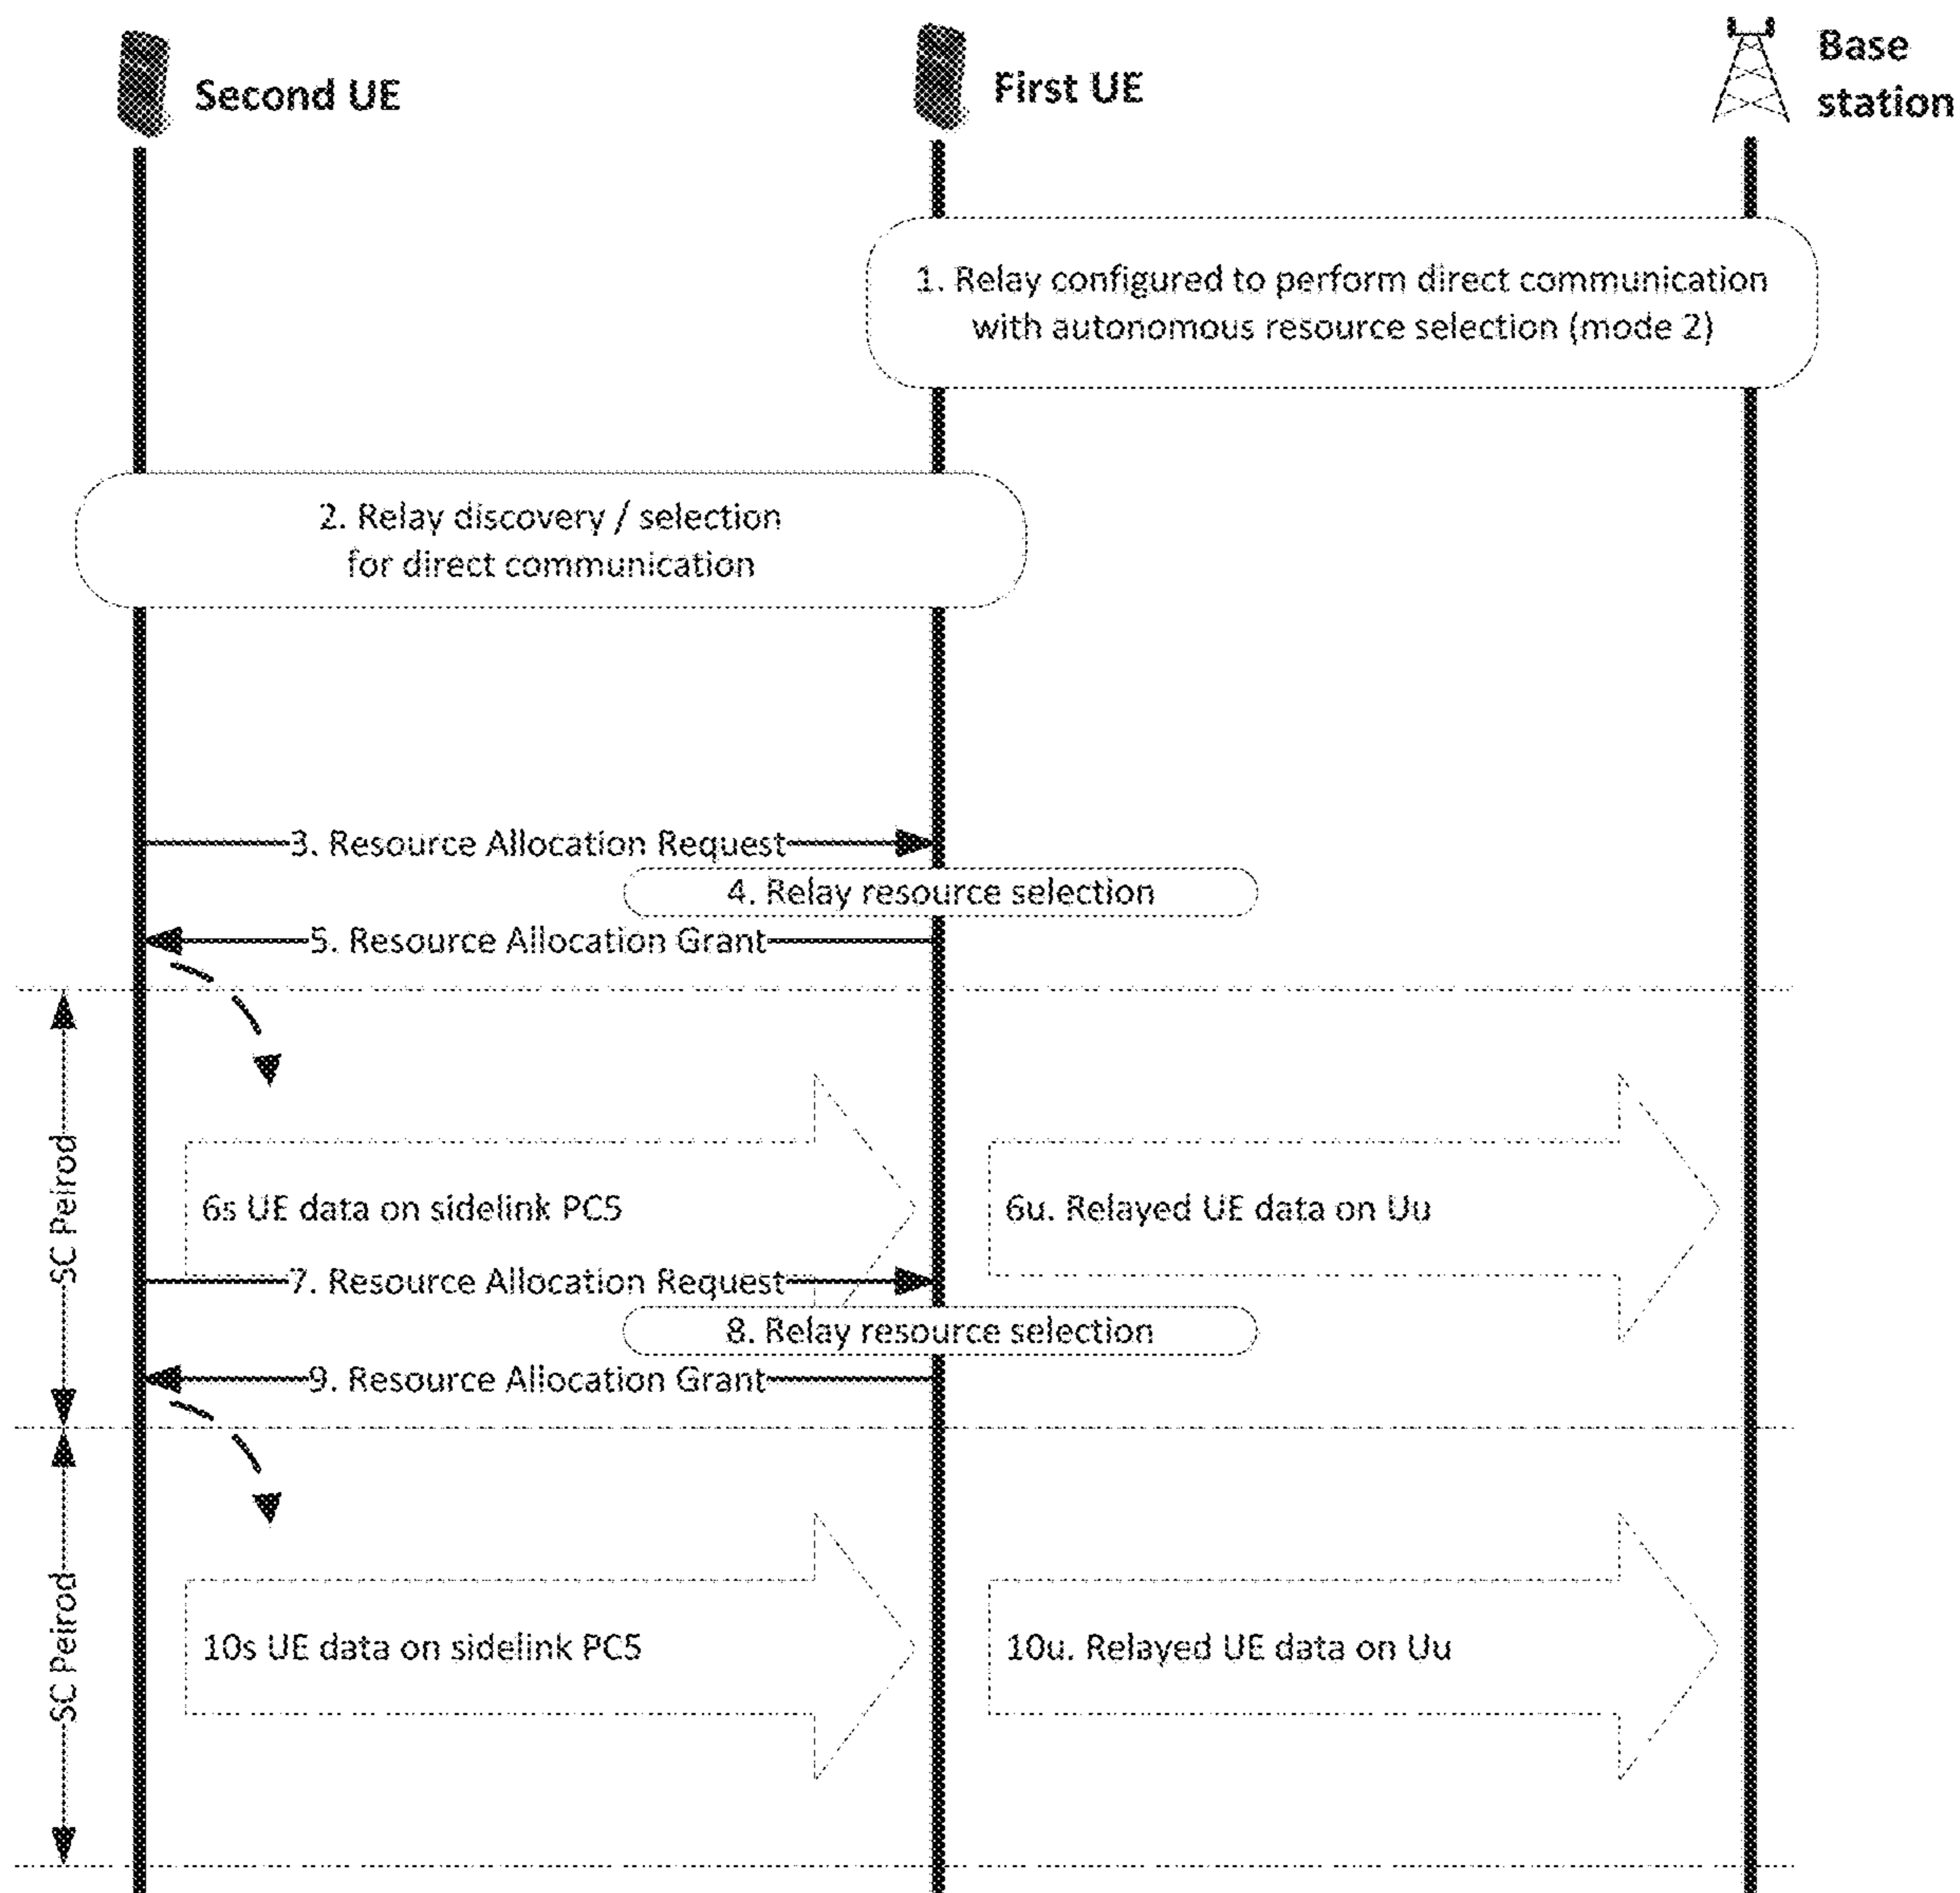 Second UE
First UE
Base
station
1. Relay configured to perform direct communication
with autonomous resource selection (mode 2)
2. Relay discovery / selection
for direct communication
3. Resource Allocation Request
4. Relay resource selection
5. Resource Allocation Grant
SC Peirod
6s UE data on sidelink PC5
6u. Relayed UE data on Uu
7. Resource Allocation Request
8. Relay resource selection
9. Resource Allocation Grant
SC Peirod
10s UE data on sidelink PC5
10u. Relayed UE data on Uu